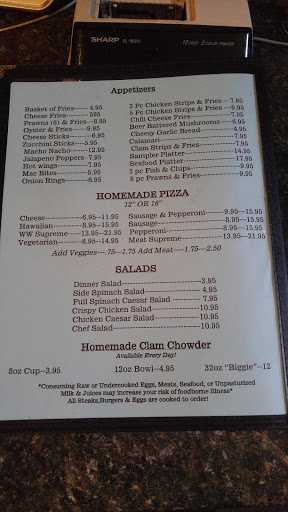 SHARP
Appetizers
Basket of Fries----4.95
Cheese Fries-------595
Prawns (6) & Fries---8.95
Oyster & Fries------9.95
Cheese Sticks-------6.95
Zucchini Sticks-----5.95
Macho Nacho-----12.95
Jalapeno Poppers-7.95
Hot wings-------7.95
Mac Bites------5.95
Onion Rings-----6.95
3 Pc Chicken Strips & Fries -- 7.95
5 Pc Chicken Strips & Fries -- 9.95
Chili Cheese Fries-------7.95
Beer Battered Mushrooms----6.95
Cheesy Garlic Bread------4.95
Calamari-------7.95
Clam Strips & Fries------7.95
Sampler Platter-------14.95
Seafood Platter-------17.95
3 pc Fish & Chips------9.95
8 pc Prawns & Fries------9.95
HOMEMADE PIZZA
12" OR 16"
Cheese------------6.95---11.95
Hawaiian--------8.95---15.95
WW Supreme----13.95---21.95
Vegetarian-------8.95---14.95
Sausage & Pepperoni----9.95---15.95
Sausage-------------8.95---15.95
Pepperoni----------8.95---15.95
Meat Supreme----13.95---21.95
Add Veggies---.75---1.75 Add Meat----1.75---2.50
SALADS
Dinner Salad-----------------3.95
Side Spinach Salad------------- 4.95
Full Spinach Caesar Salad -------- 7.95
Crispy Chicken Salad------------10.95
Chicken Caesar Salad------------10.95
Chef Salad-----------------10.95
Homemade Clam Chowder
Available Every Day!
8oz Cup--3.95
12oz Bowl--4.95
32oz "Biggie"--12
*Consuming Raw or Undercooked Eggs, Meats, Seafood, or Unpasturized
Milk & Juices may increase your risk of foodborne Illness*
All Steaks,Burgers & Eggs are cooked to order!